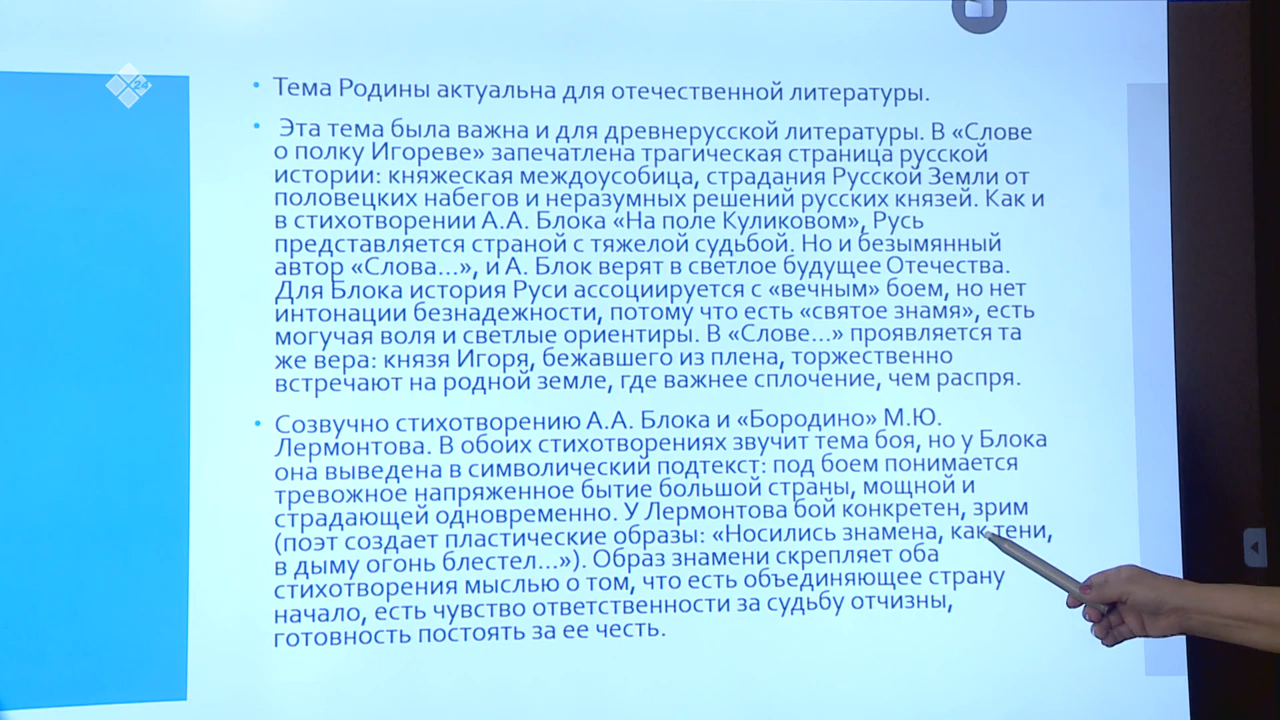 24
Тема Родины актуальна для отечественной литературы.
Эта тема была важна и для древнерусской литературы. В «Слове
о полку Игореве» запечатлена трагическая страница русской
истории: княжеская междоусобица, страдания Русской Земли от
половецких набегов и неразумных решений русских князей. Как и
в стихотворении А.А. Блока «На поле Куликовом», Русь
представляется страной с тяжелой судьбой. Но и безымянный
автор «Слова...», и А. Блок верят в светлое будущее Отечества.
Для Блока история Руси ассоциируется с «вечным» боем, но нет
интонации безнадежности, потому что есть «святое знамя», есть
могучая воля и светлые ориентиры. В «Слове...» проявляется та
же вера: князя Игоря, бежавшего из плена, торжественно
встречают на родной земле, где важнее сплочение, чем распря.
Созвучно стихотворению А.А. Блока и «Бородино» М.Ю.
Лермонтова. В обоих стихотворениях звучит тема боя, но у Блока
она выведена в символический подтекст: под боем понимается
тревожное напряженное бытие большой страны, мощной и
страдающей одновременно. У Лермонтова бой конкретен, зрим
(поэт создает пластические образы: «Носились знамена, как тени,
в дыму огонь блестел...»). Образ знамени скрепляет оба
стихотворения мыслью о том, что есть объединяющее страну
начало, есть чувство ответственности за судьбу отчизны,
готовность постоять за ее честь.